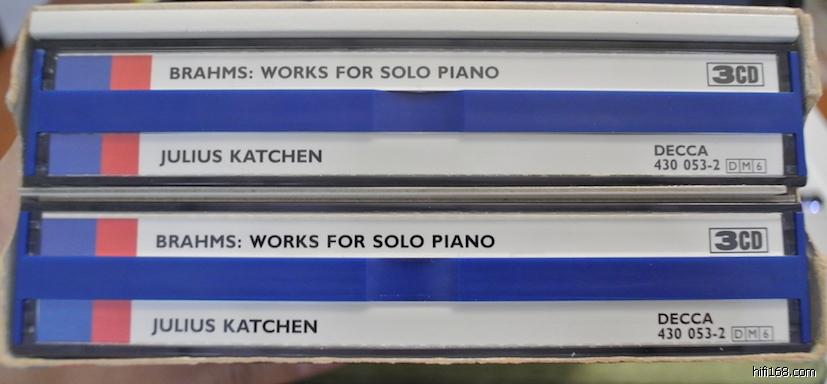 BRAHMS: WORKS FOR SOLO PIANO 3CD
JULIUS KATCHEN DECCA
430 053-2 DM6
BRAHMS: WORKS FOR SOLO PIANO 3CD
JULIUS KATCHEN DECCA
430 053-2 DM6
hifi168.com